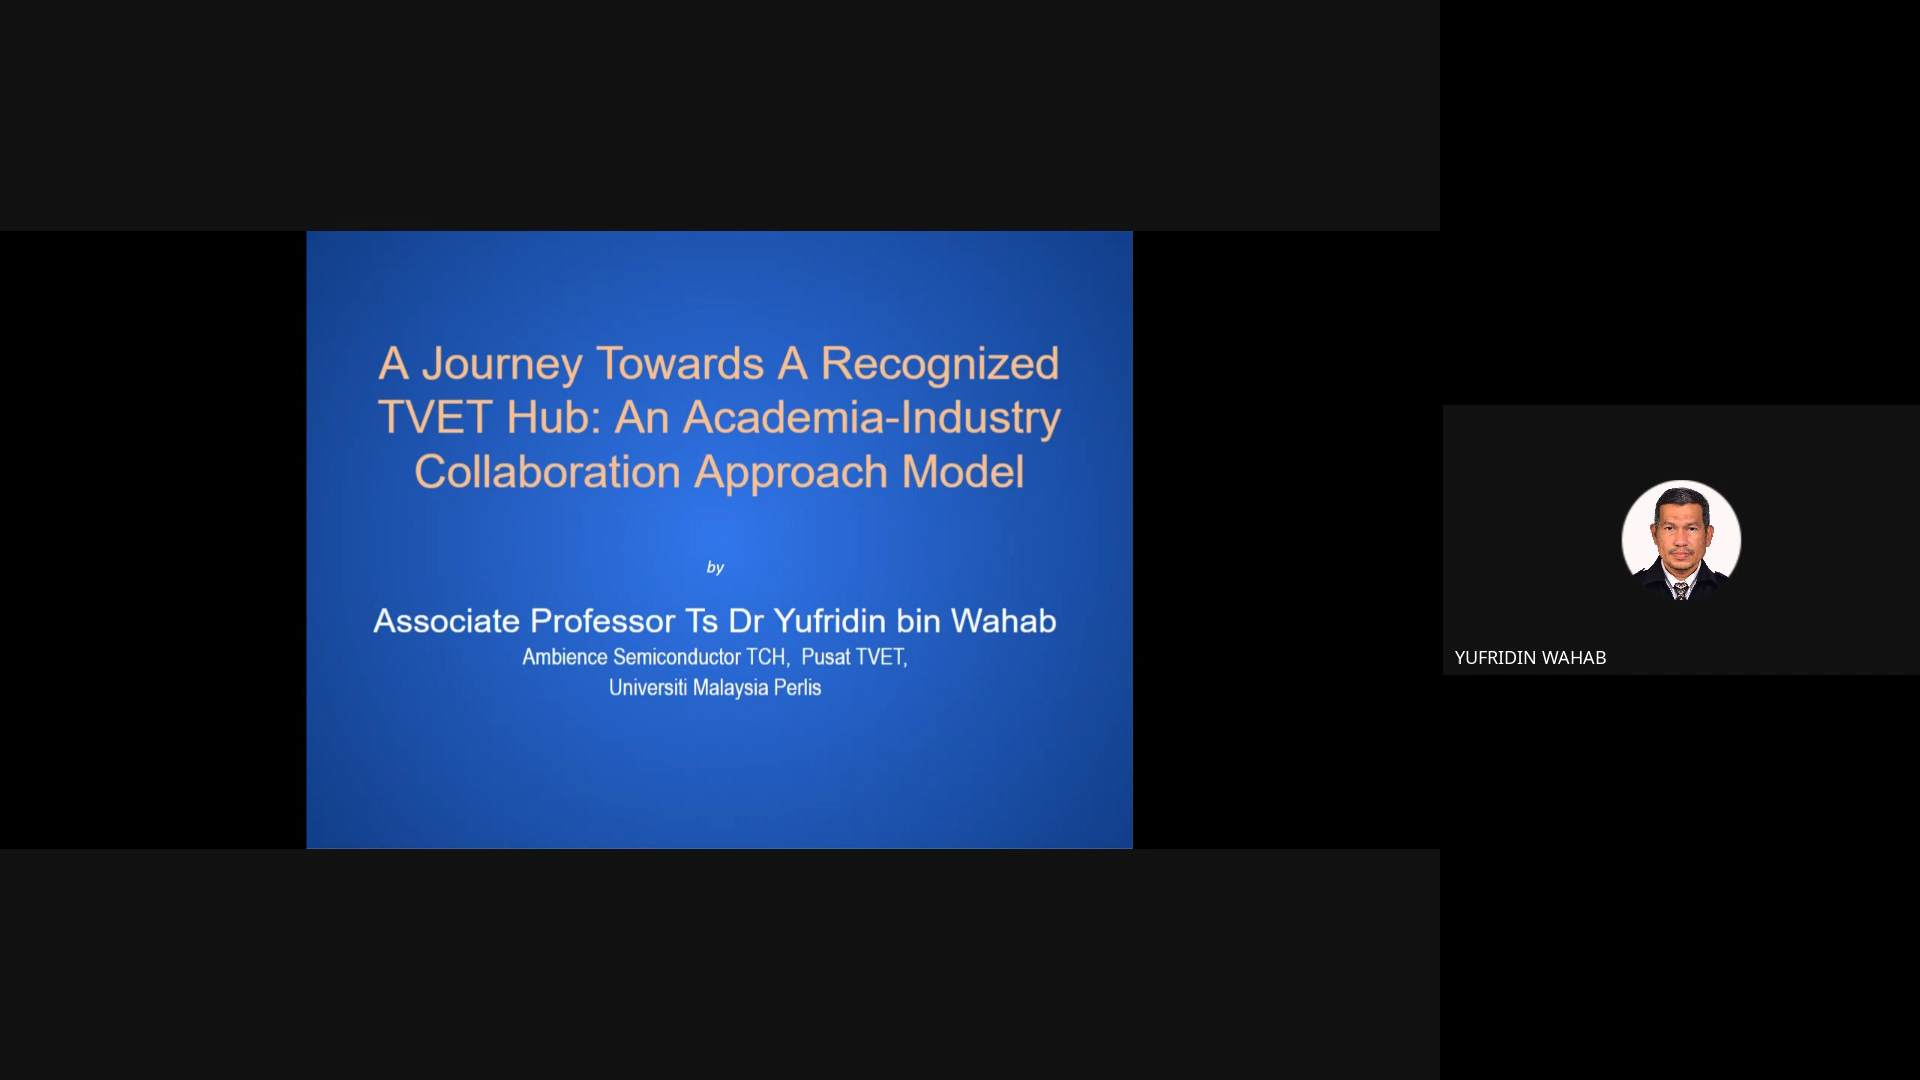 A Journey Towards A Recognized
TVET Hub: An Academia-Industry
Collaboration Approach Model
by
Associate Professor Ts Dr Yufridin bin Wahab
Ambience Semiconductor TCH, Pusat TVET,
Universiti Malaysia Perlis
YUFRIDIN WAHAB